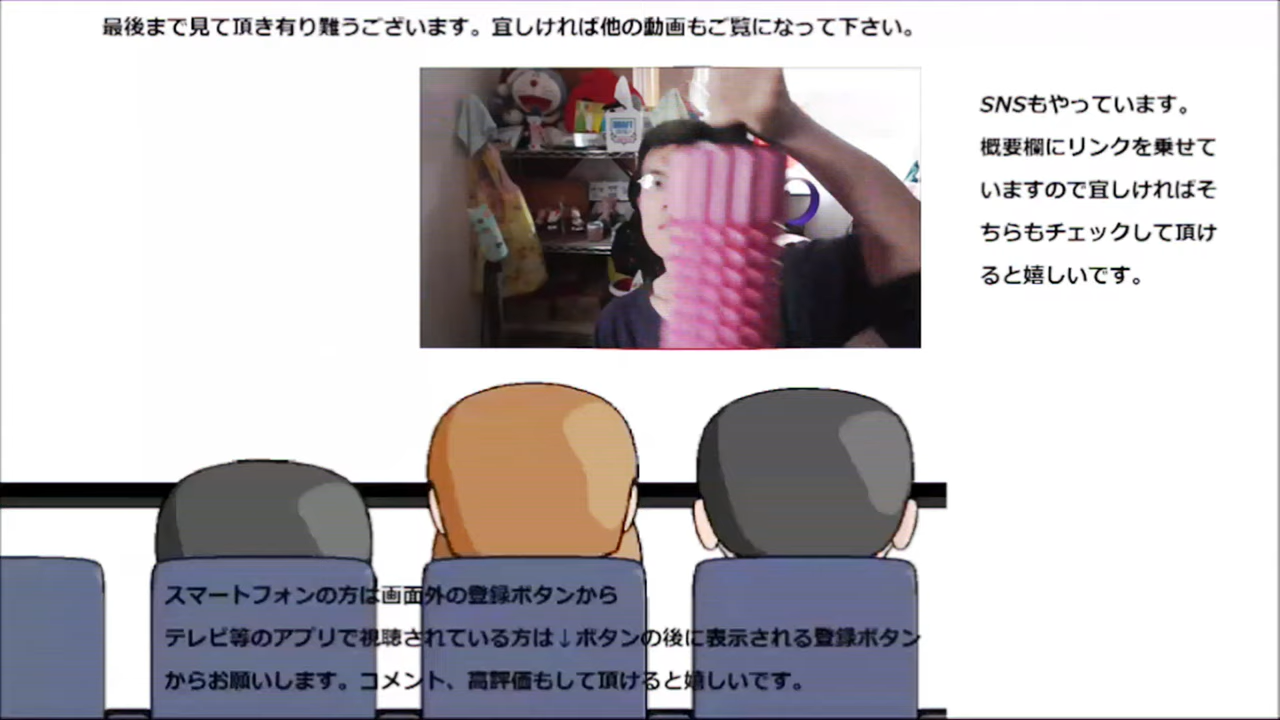 最後まで見て頂き有り難うございます。宜しければ他の動画もご覧になって下さい。
SNSもやっています。
概要欄にリンクを乗せて
いますので宜しければそ
ちらもチェックして頂け
ると嬉しいです。
スマートフォンの方は画面外の登録ボタンから
テレビ等のアプリで視聴されている方は↓ボタンの後に表示される登録ボタン
からお願いします。コメント、高評価もして頂けると嬉しいです。